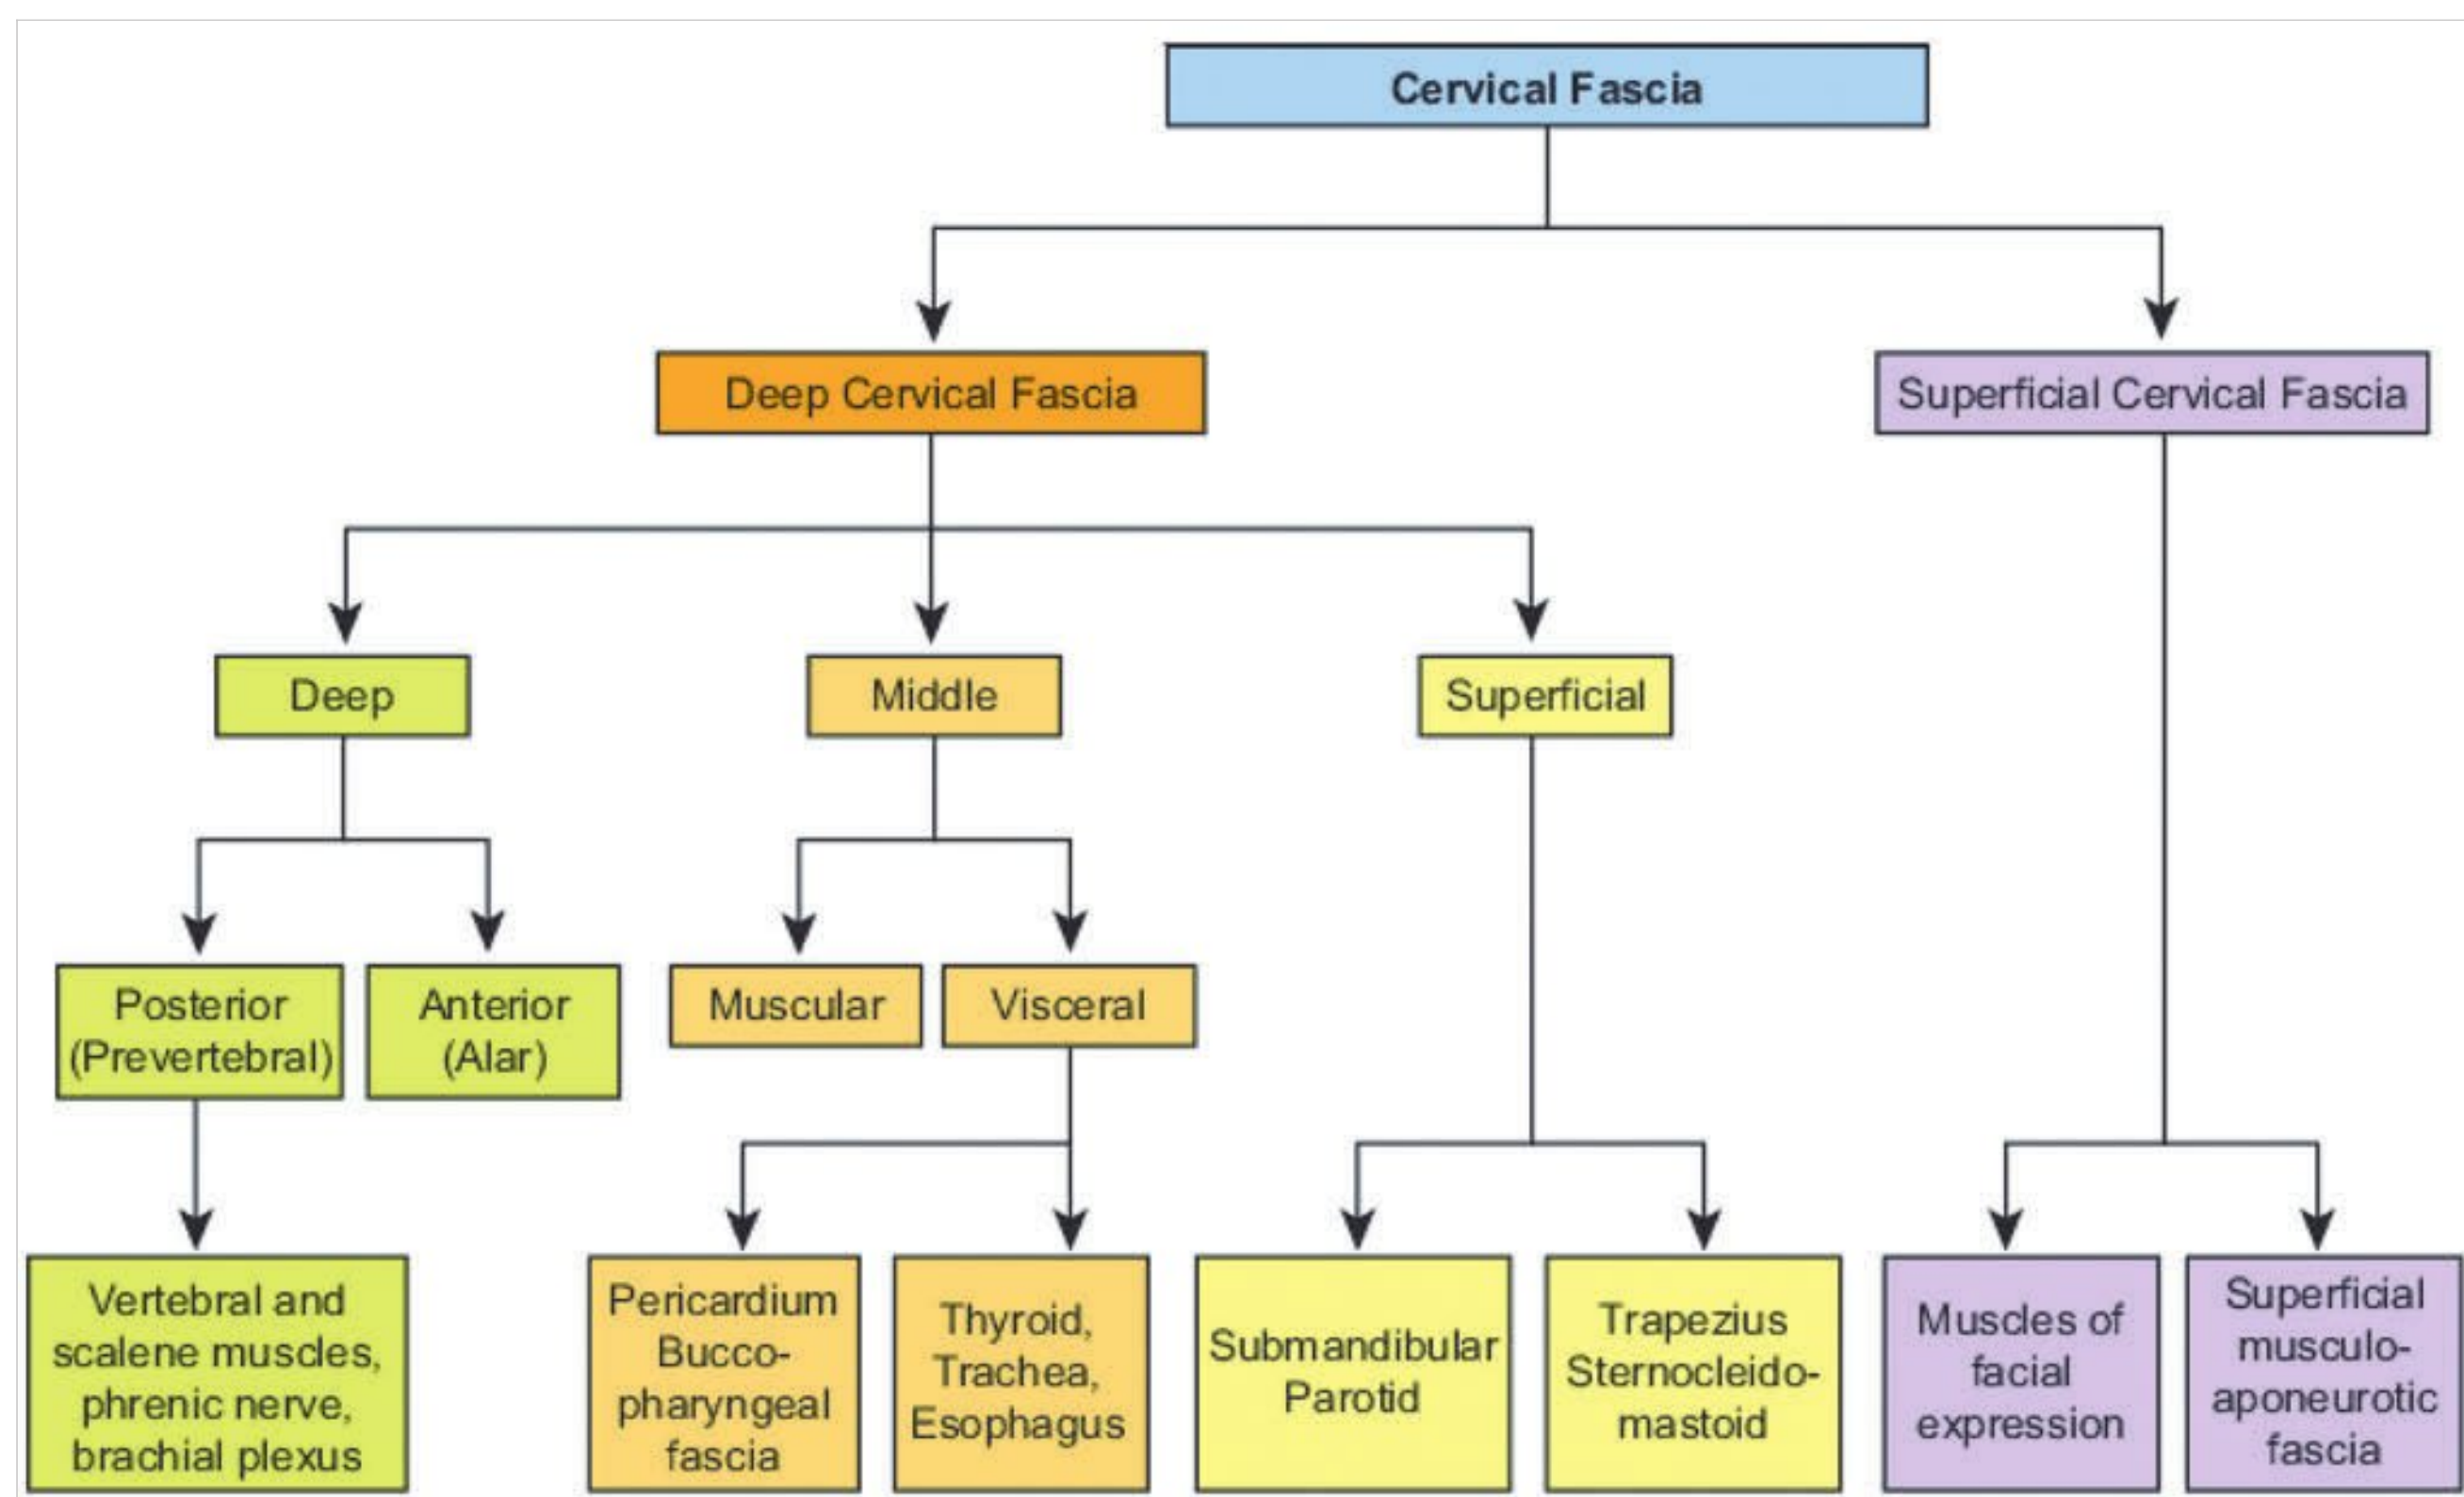 Cervical Fascia
Deep Cervical Fascia
Superficial Cervical Fascia
Deep
Middle
Superficial
Posterior
(Prevertebral)
Anterior
(Alar)
Muscular
Visceral
Vertebral and
scalene muscles,
phrenic nerve,
brachial plexus
Pericardium
Bucco-
pharyngeal
fascia
Thyroid,
Trachea,
Esophagus
Submandibular
Parotid
Trapezius
Sternocleido-
mastoid
Muscles of
facial
expression
Superficial
musculo-
aponeurotic
fascia